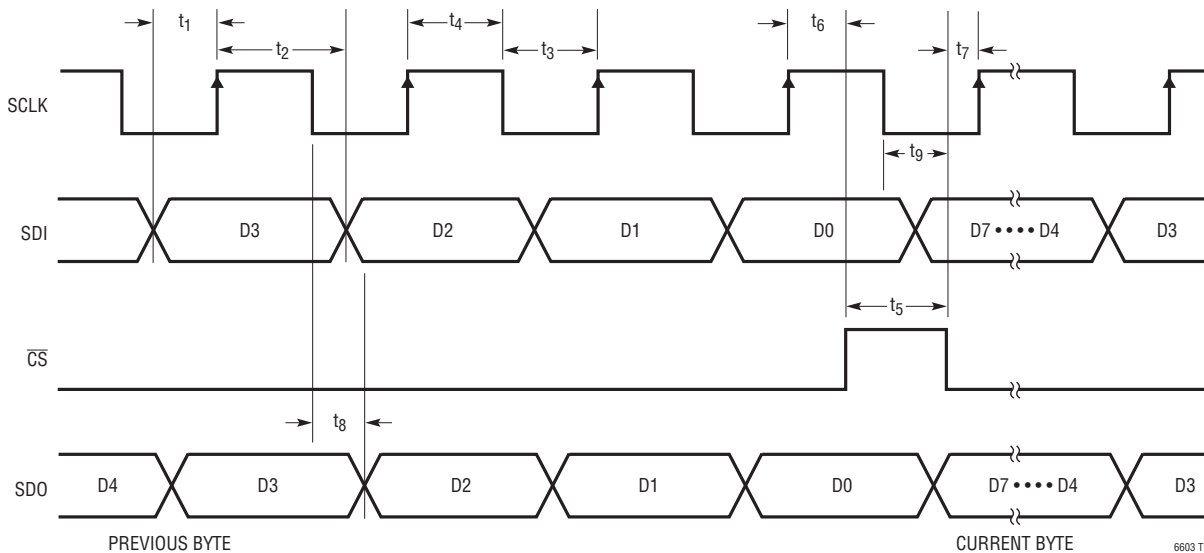 t1 t2 t4 t3 t6 t7
SCLK
t9
SDI D3 D2 D1 D0 D7 •••• D4 D3
t5
CS
t8
SDO D4 D3 D2 D1 D0 D7 •••• D4 D3
PREVIOUS BYTE CURRENT BYTE
6603 T